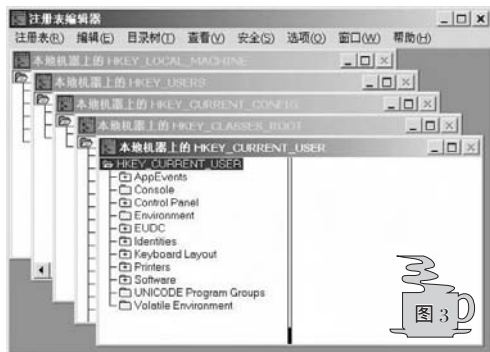 注册表编辑器
注册表(R) 编辑(E) 目录树(T) 查看(V) 安全(S) 选项(O) 窗口(W) 帮助(H)
本地机器上的 HKEY_LOCAL_MACHINE
本地机器上的 HKEY_USERS
本地机器上的 HKEY_CURRENT_CONFIG
本地机器上的 HKEY_CLASSES_ROOT
本地机器上的 HKEY_CURRENT_USER
HKEY_CURRENT_USER
AppEvents
Console
Control Panel
Environment
EUDC
Identities
Keyboard Layout
Printers
Software
UNICODE Program Groups
Volatile Environment
图 3